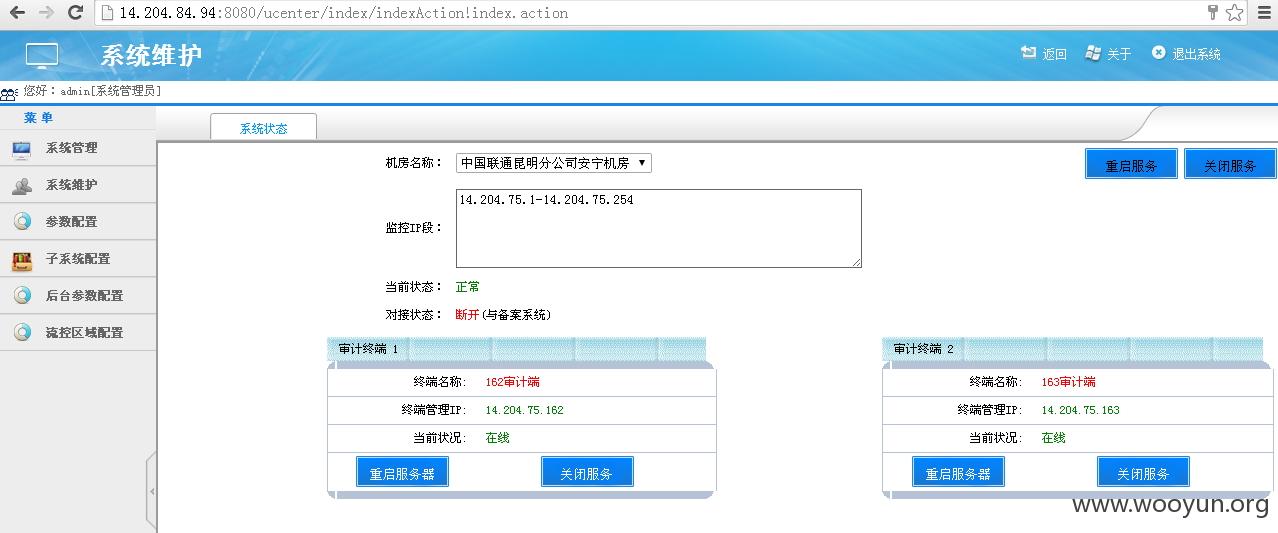 14.204.84.94:8080/ucenter/index/indexAction!index.action
系统维护
返回 关于 退出系统
您好：admin[系统管理员]
菜 单
系统状态
系统管理
系统维护
参数配置
子系统配置
后台参数配置
流控区域配置
机房名称： 中国联通昆明分公司安宁机房
重启服务 关闭服务
监控IP段： 14.204.75.1-14.204.75.254
当前状态： 正常
对接状态： 断开(与备案系统)
审计终端 1
终端名称: 162审计端
终端管理IP: 14.204.75.162
当前状况: 在线
重启服务器 关闭服务
审计终端 2
终端名称: 163审计端
终端管理IP: 14.204.75.163
当前状况: 在线
重启服务器 关闭服务
www.wooyun.org